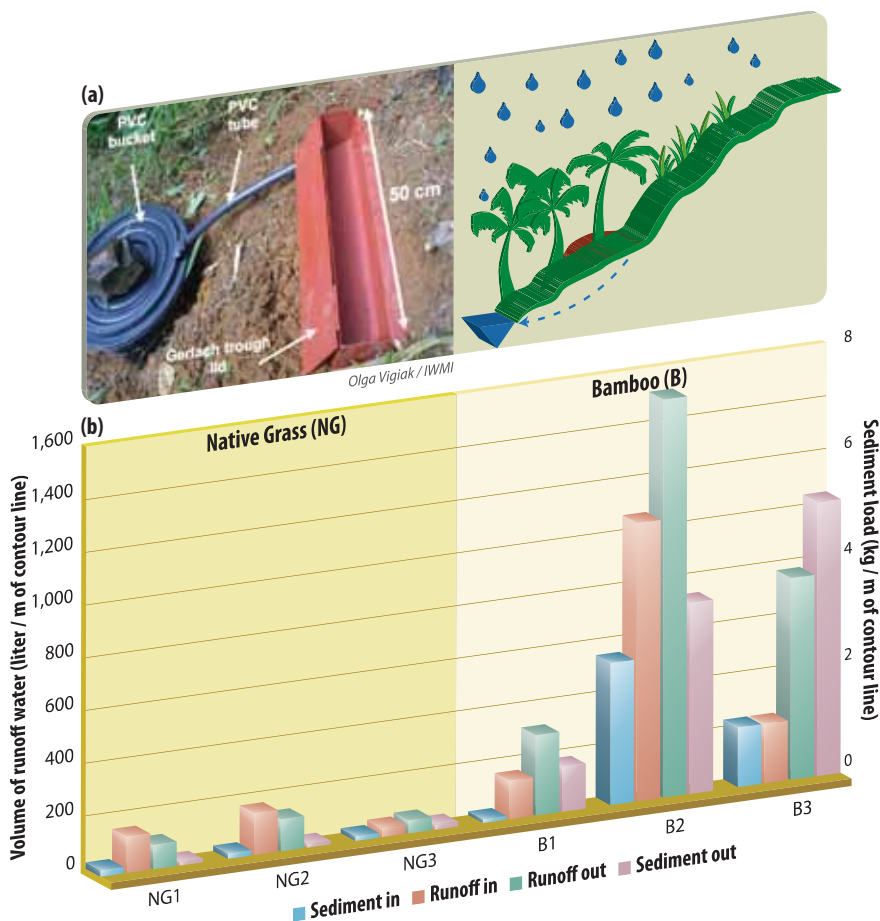 (a)
PVC
bucket
PVC
tube
50 cm
Gerlach trough
lid
Olga Vigiak / IWMI
(b)
Native Grass (NG)
Bamboo (B)
Volume of runoff water (liter / m of contour line)
1,600
1,400
1,200
1,000
800
600
400
200
0
Sediment load (kg / m of contour line)
8
6
4
2
0
NG1
NG2
NG3
B1
B2
B3
Sediment in
Runoff in
Runoff out
Sediment out